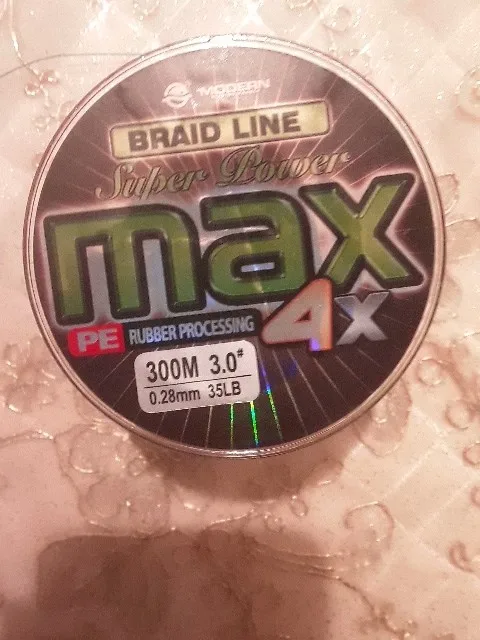 MODERN
BRAID LINE
Super Power
max
PE RUBBER PROCESSING 4x
300M 3.0#
0.28mm 35LB